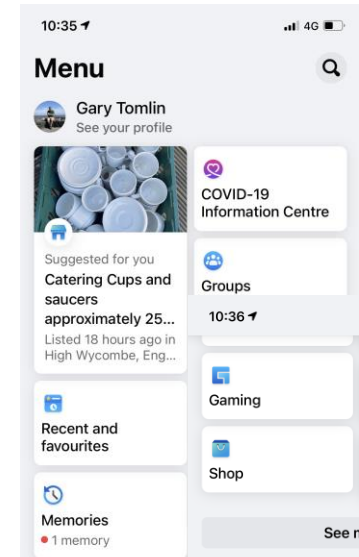 10:35
4G
Menu
Gary Tomlin
See your profile
Suggested for you
Catering Cups and
saucers
approximately 25...
Listed 18 hours ago in
High Wycombe, Eng...
Recent and
favourites
Memories
1 memory
COVID-19
Information Centre
Groups
10:36
Gaming
Shop
See